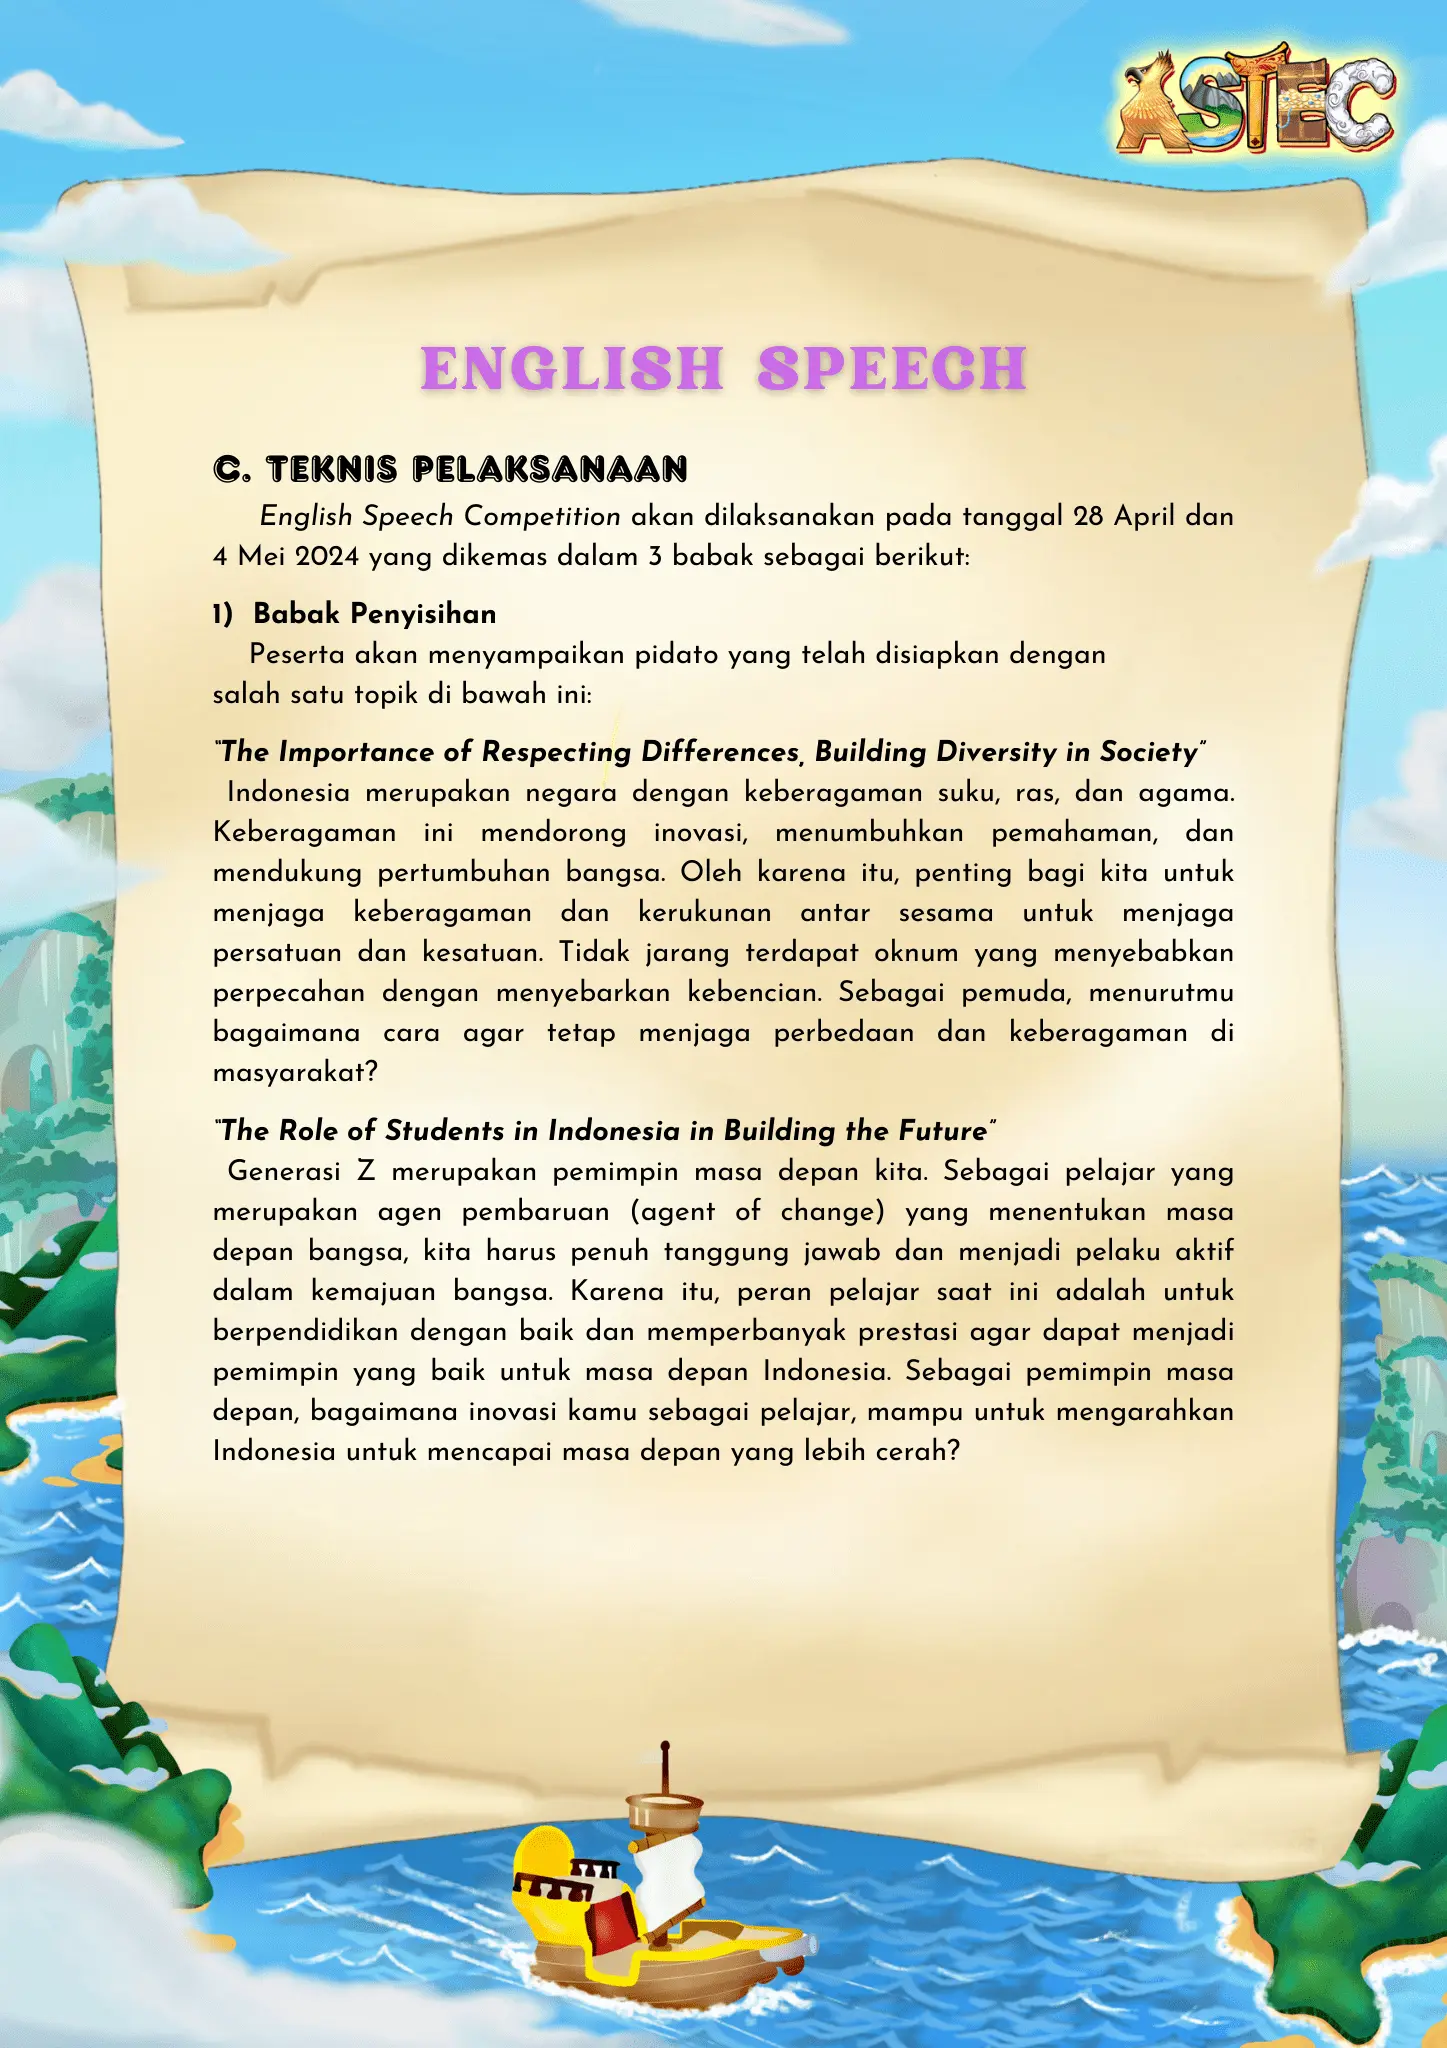 ASTEC
ENGLISH SPEECH
C. TEKNIS PELAKSANAAN
English Speech Competition akan dilaksanakan pada tanggal 28 April dan
4 Mei 2024 yang dikemas dalam 3 babak sebagai berikut:
1) Babak Penyisihan
Peserta akan menyampaikan pidato yang telah disiapkan dengan
salah satu topik di bawah ini:
"The Importance of Respecting Differences, Building Diversity in Society"
Indonesia merupakan negara dengan keberagaman suku, ras, dan agama.
Keberagaman ini mendorong inovasi, menumbuhkan pemahaman, dan
mendukung pertumbuhan bangsa. Oleh karena itu, penting bagi kita untuk
menjaga keberagaman dan kerukunan antar sesama untuk menjaga
persatuan dan kesatuan. Tidak jarang terdapat oknum yang menyebabkan
perpecahan dengan menyebarkan kebencian. Sebagai pemuda, menurutmu
bagaimana cara agar tetap menjaga perbedaan dan keberagaman di
masyarakat?
"The Role of Students in Indonesia in Building the Future"
Generasi Z merupakan pemimpin masa depan kita. Sebagai pelajar yang
merupakan agen pembaruan (agent of change) yang menentukan masa
depan bangsa, kita harus penuh tanggung jawab dan menjadi pelaku aktif
dalam kemajuan bangsa. Karena itu, peran pelajar saat ini adalah untuk
berpendidikan dengan baik dan memperbanyak prestasi agar dapat menjadi
pemimpin yang baik untuk masa depan Indonesia. Sebagai pemimpin masa
depan, bagaimana inovasi kamu sebagai pelajar, mampu untuk mengarahkan
Indonesia untuk mencapai masa depan yang lebih cerah?